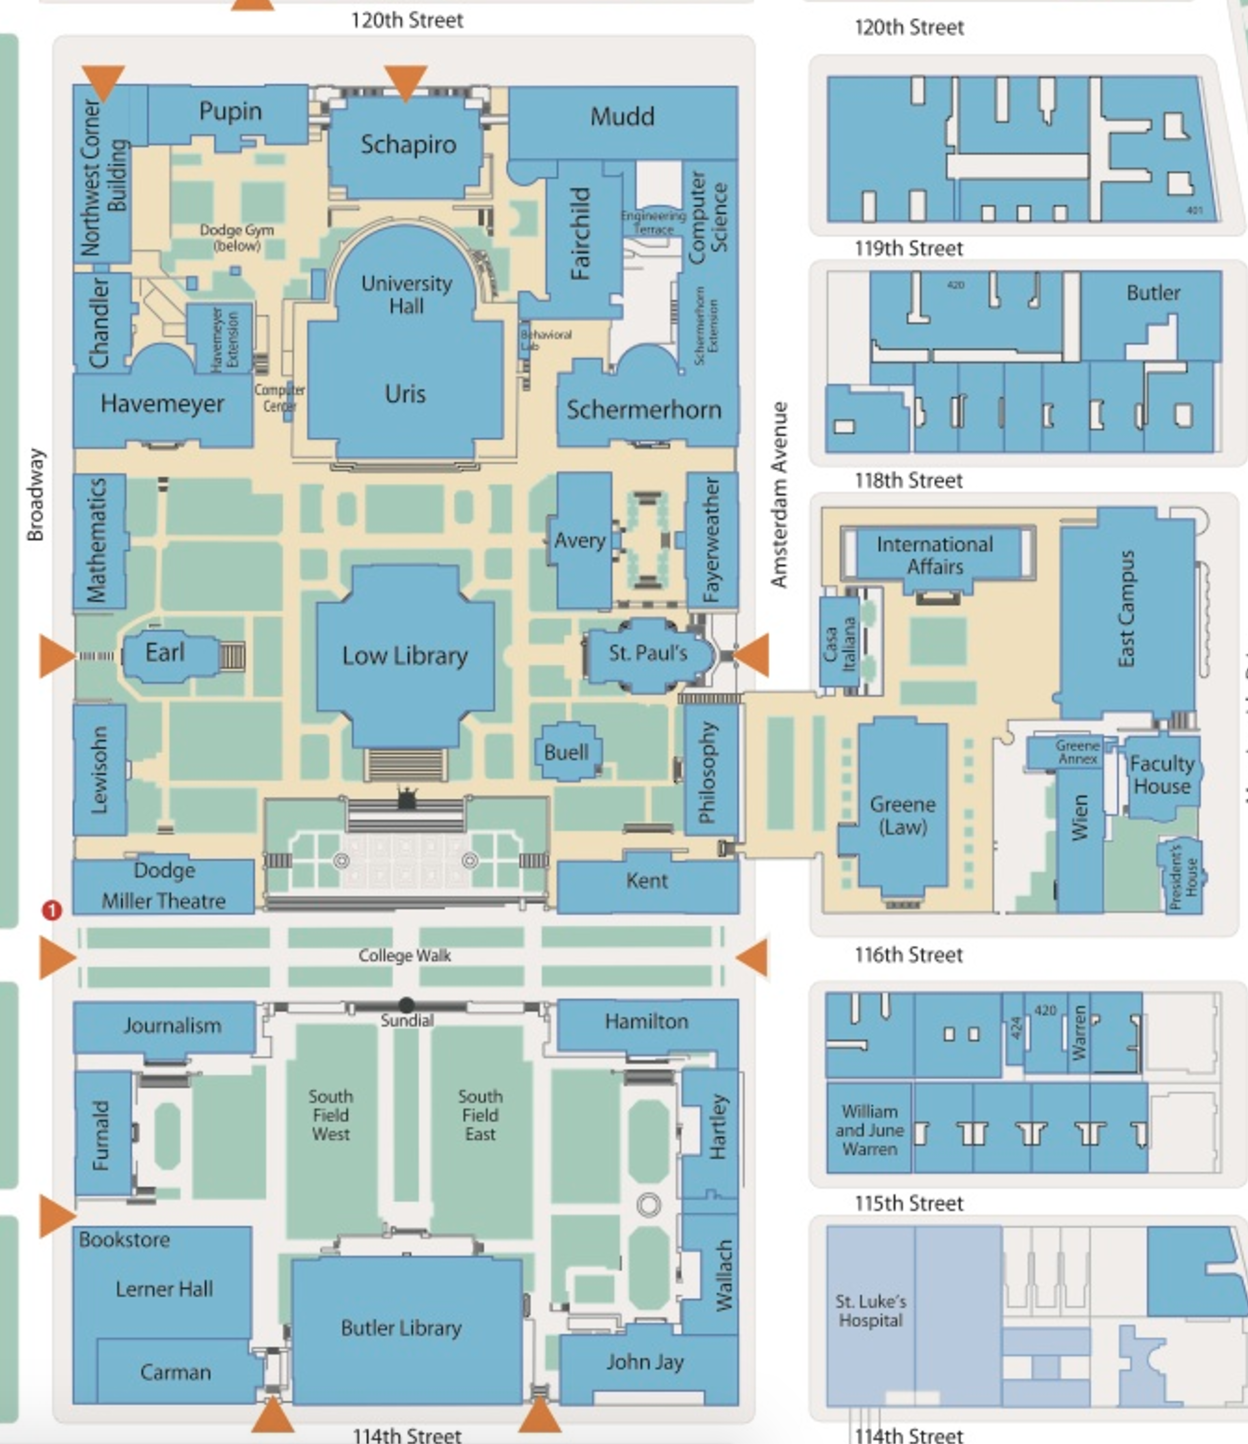 120th Street
120th Street
Northwest Corner
Building
Pupin
Schapiro
Mudd
Dodge Gym
(below)
University
Hall
Fairchild
Engineering
Terrace
Computer
Science
401
119th Street
Chandler
Havemeyer
Extension
Behavioral
Lab
Schermerhorn
Extension
420
Butler
Computer
Center
Havemeyer
Uris
Schermerhorn
Broadway
Amsterdam Avenue
118th Street
Mathematics
Avery
Fayerweather
International
Affairs
East Campus
Casa
Italiana
Earl
Low Library
St. Paul's
Lewisohn
Buell
Philosophy
Greene
(Law)
Greene
Annex
Faculty
House
Wien
President's
House
Dodge
Miller Theatre
Kent
1
College Walk
116th Street
Journalism
Sundial
Hamilton
424
420
Warren
Furnald
South
Field
West
South
Field
East
Hartley
William
and June
Warren
115th Street
Bookstore
Lerner Hall
Wallach
St. Luke's
Hospital
Butler Library
Carman
John Jay
114th Street
114th Street